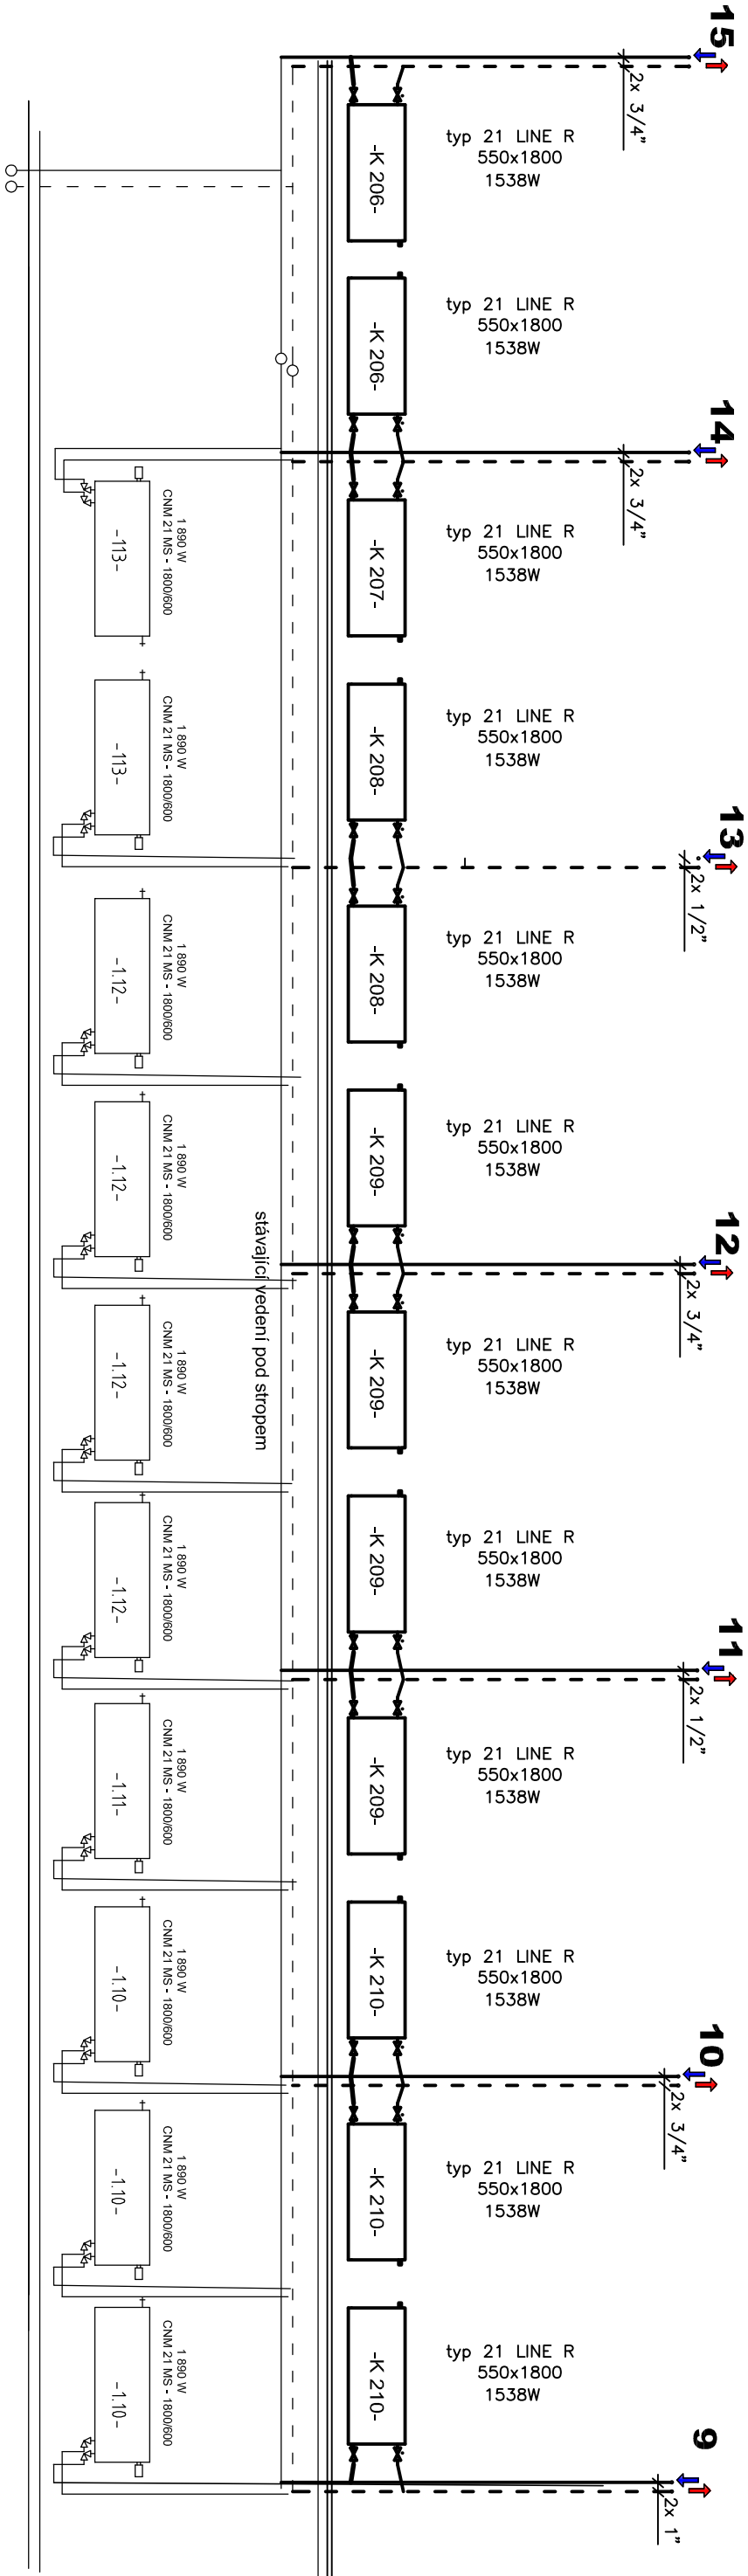 15
2x 3/4"
typ 21 LINE R
550x1800
1538W
-K 206-
typ 21 LINE R
550x1800
1538W
-K 206-
14
2x 3/4"
typ 21 LINE R
550x1800
1538W
-K 207-
1 890 W
CNM 21 MS - 1800/600
-113-
typ 21 LINE R
550x1800
1538W
-K 208-
1 890 W
CNM 21 MS - 1800/600
-113-
13
2x 1/2"
typ 21 LINE R
550x1800
1538W
-K 208-
1 890 W
CNM 21 MS - 1800/600
-1.12-
typ 21 LINE R
550x1800
1538W
-K 209-
1 890 W
CNM 21 MS - 1800/600
-1.12-
stávající vedení pod stropem
12
2x 3/4"
typ 21 LINE R
550x1800
1538W
-K 209-
1 890 W
CNM 21 MS - 1800/600
-1.12-
typ 21 LINE R
550x1800
1538W
-K 209-
1 890 W
CNM 21 MS - 1800/600
-1.12-
11
2x 1/2"
typ 21 LINE R
550x1800
1538W
-K 209-
1 890 W
CNM 21 MS - 1800/600
-1.11-
typ 21 LINE R
550x1800
1538W
-K 210-
1 890 W
CNM 21 MS - 1800/600
-1.10-
10
2x 3/4"
typ 21 LINE R
550x1800
1538W
-K 210-
1 890 W
CNM 21 MS - 1800/600
-1.10-
typ 21 LINE R
550x1800
1538W
-K 210-
1 890 W
CNM 21 MS - 1800/600
-1.10-
9
2x 1"